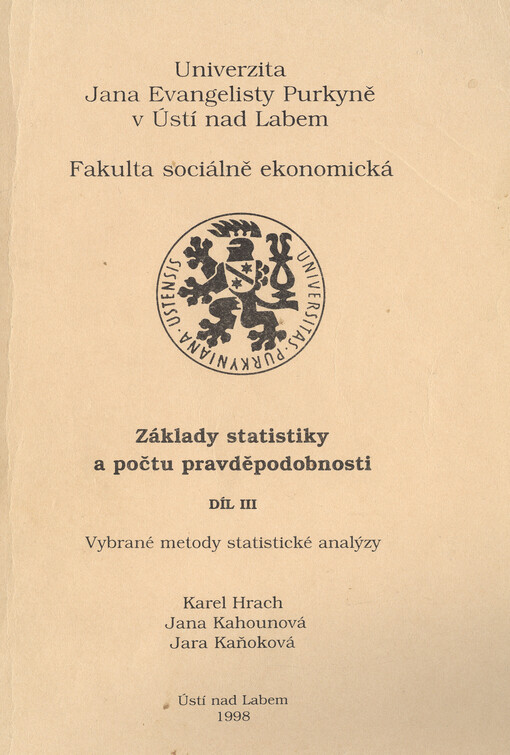 Univerzita
Jana Evangelisty Purkyně
v Ústí nad Labem
Fakulta sociálně ekonomická
UNIVERSITAS · PURKYNIANA · USTENSIS
Základy statistiky
a počtu pravděpodobnosti
DÍL III
Vybrané metody statistické analýzy
Karel Hrach
Jana Kahounová
Jara Kaňoková
Ústí nad Labem
1998